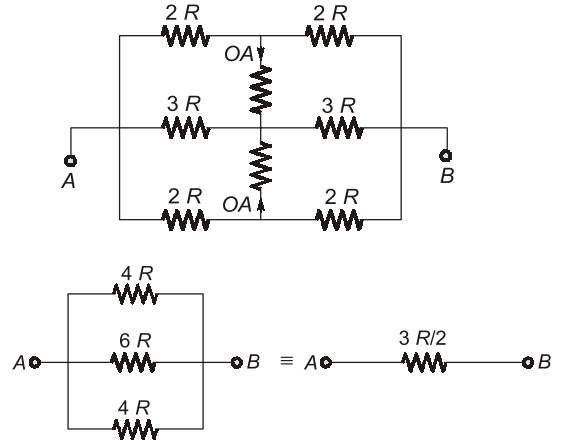 2 R 2 R
OA
3 R 3 R
A B
2 R 2 R
OA
4 R
6 R 3 R/2
A B ≡ A B
4 R